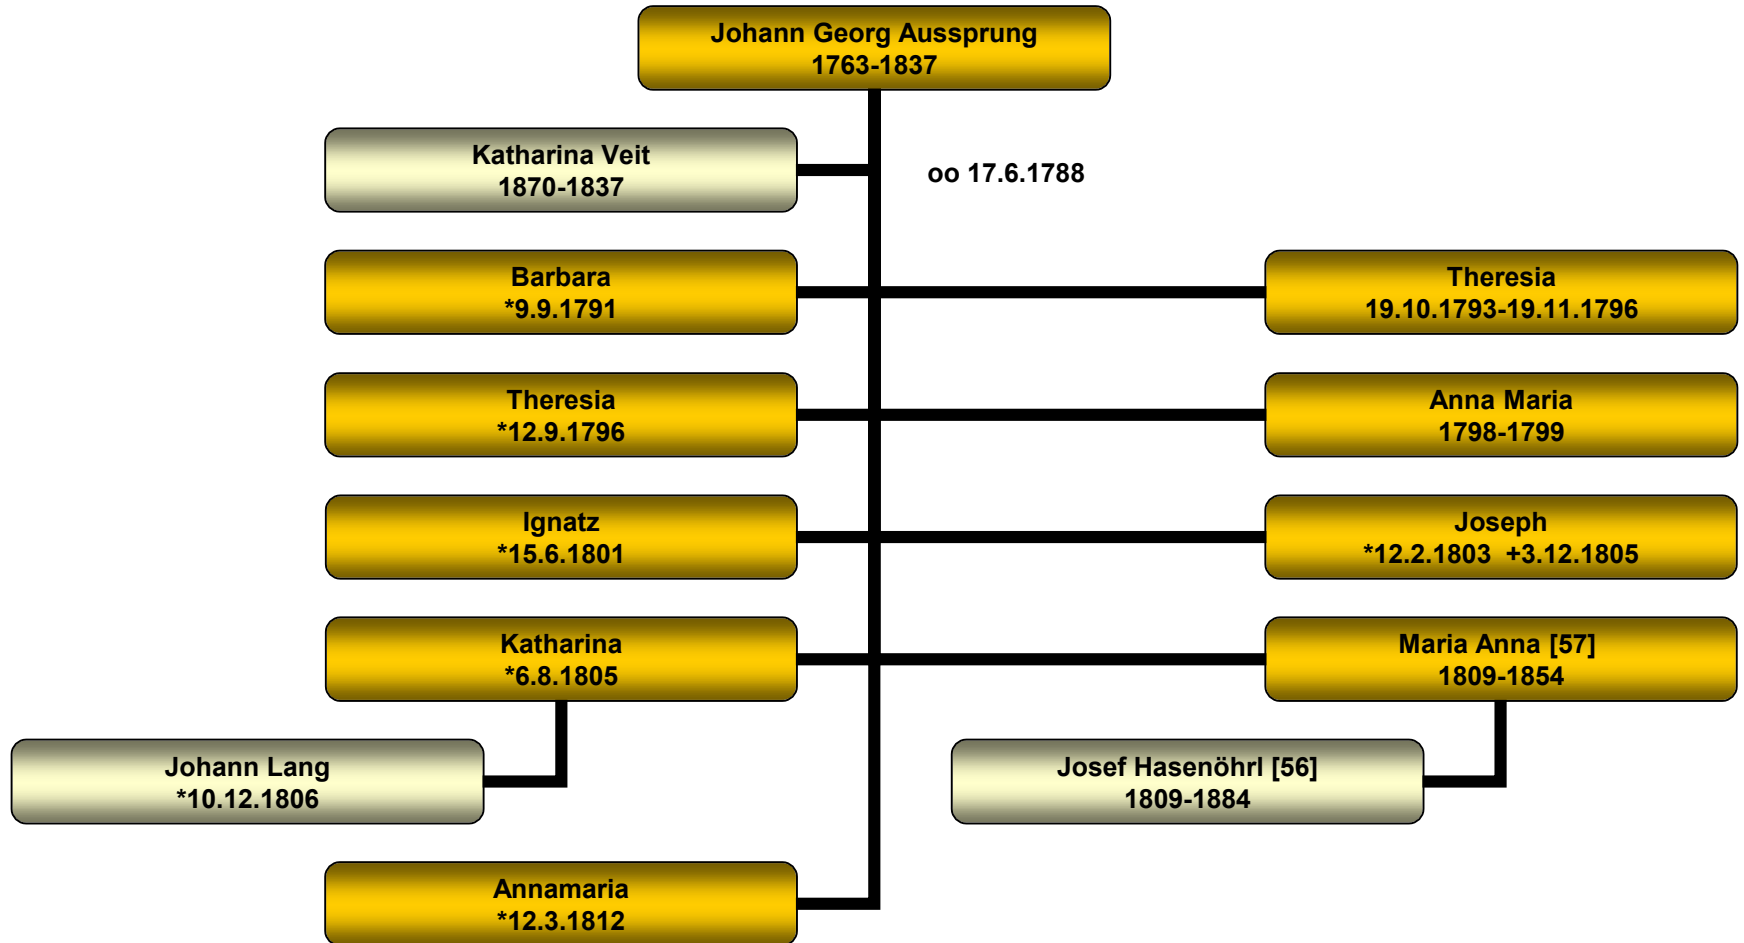 Johann Georg Aussprung
1763-1837
Katharina Veit
1870-1837
oo 17.6.1788
Barbara
*9.9.1791
Theresia
19.10.1793-19.11.1796
Theresia
*12.9.1796
Anna Maria
1798-1799
Ignatz
*15.6.1801
Joseph
*12.2.1803 +3.12.1805
Katharina
*6.8.1805
Maria Anna [57]
1809-1854
Johann Lang
*10.12.1806
Josef Hasenöhrl [56]
1809-1884
Annamaria
*12.3.1812